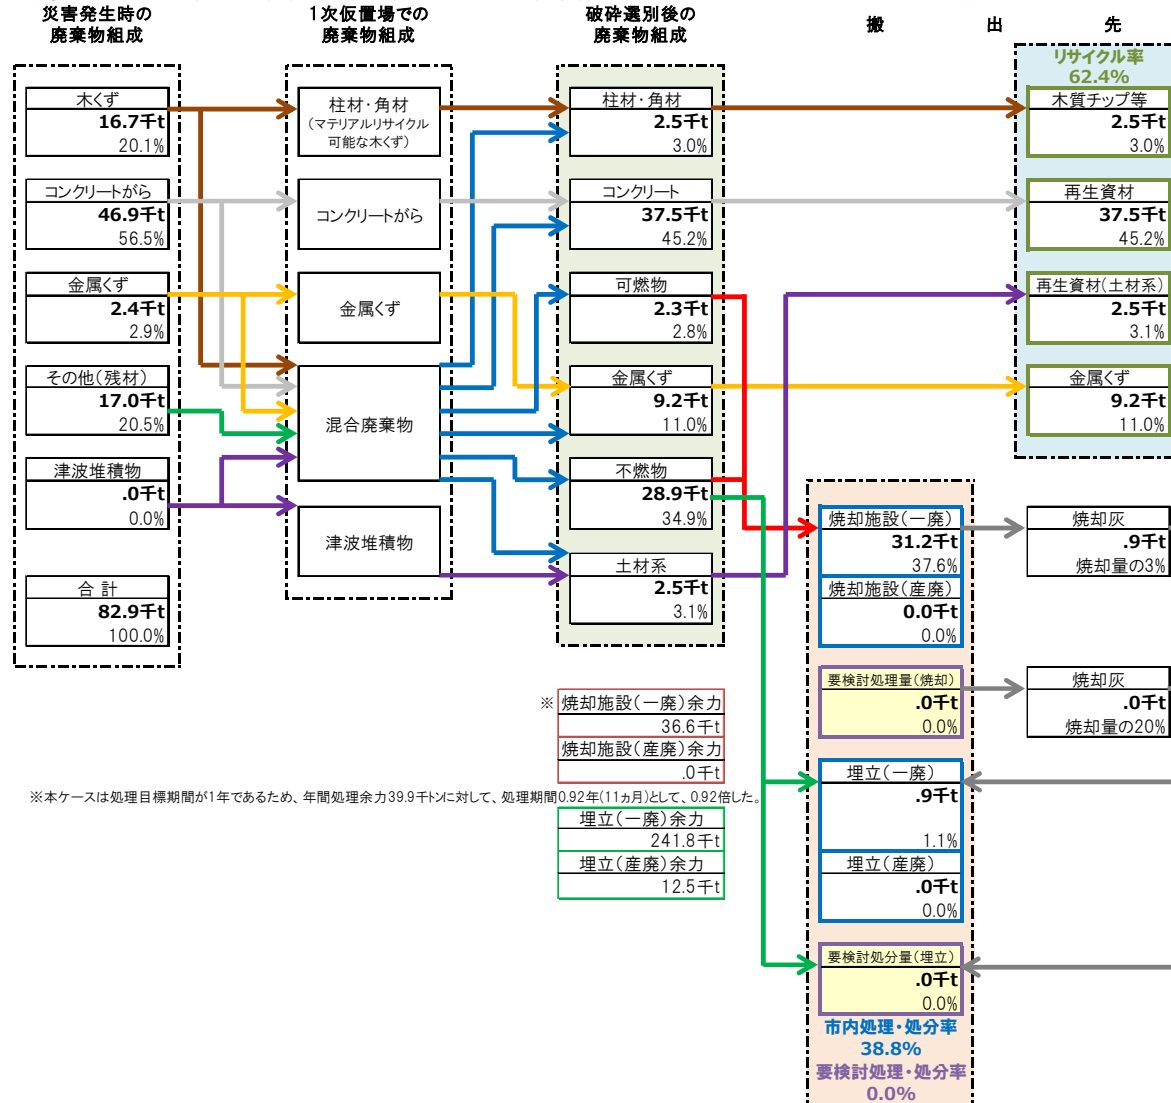 災害発生時の
廃棄物組成
1次仮置場での
廃棄物組成
破砕選別後の
廃棄物組成
搬 出 先
木くず
16.7千t
20.1%
コンクリートがら
46.9千t
56.5%
金属くず
2.4千t
2.9%
その他(残材)
17.0千t
20.5%
津波堆積物
.0千t
0.0%
合計
82.9千t
100.0%
柱材・角材
(マテリアルリサイクル
可能な木くず)
コンクリートがら
金属くず
混合廃棄物
津波堆積物
柱材・角材
2.5千t
3.0%
コンクリート
37.5千t
45.2%
可燃物
2.3千t
2.8%
金属くず
9.2千t
11.0%
不燃物
28.9千t
34.9%
土材系
2.5千t
3.1%
リサイクル率
62.4%
木質チップ等
2.5千t
3.0%
再生資材
37.5千t
45.2%
再生資材(土材系)
2.5千t
3.1%
金属くず
9.2千t
11.0%
焼却施設(一廃)
31.2千t
37.6%
焼却施設(産廃)
0.0千t
0.0%
焼却灰
.9千t
焼却量の3%
要検討処理量(焼却)
.0千t
0.0%
焼却灰
.0千t
焼却量の20%
※
焼却施設(一廃)余力
36.6千t
焼却施設(産廃)余力
.0千t
※本ケースは処理目標期間が1年であるため、年間処理余力39.9千トンに対して、処理期間0.92年(11ヵ月)として、0.92倍した。
埋立(一廃)余力
241.8千t
埋立(産廃)余力
12.5千t
埋立(一廃)
.9千t
1.1%
埋立(産廃)
.0千t
0.0%
要検討処分量(埋立)
.0千t
0.0%
市内処理・処分率
38.8%
要検討処理・処分率
0.0%